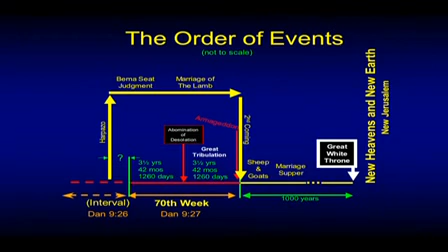 The Order of Events
(not to scale)
Bema Seat
Judgment
Marriage of
The Lamb
Harpazo
?
3½ yrs
42 mos
1260 days
Abomination of
Desolation
Great
Tribulation
3½ yrs
42 mos
1260 days
Armageddon
2nd Coming
Sheep
&
Goats
Marriage
Supper
Great
White
Throne
New Heavens and New Earth
New Jerusalem
(Interval)
Dan 9:26
70th Week
Dan 9:27
1000 years